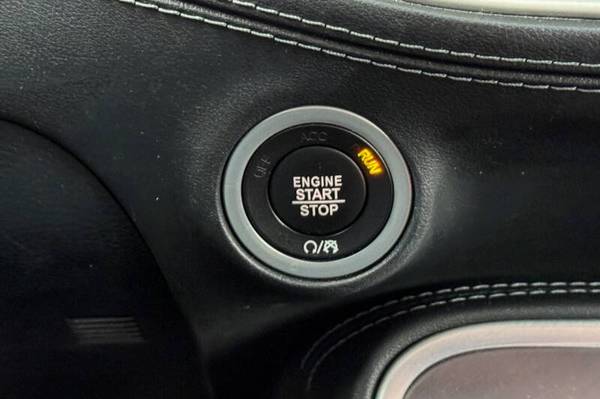 OFF ACC RUN
ENGINE
START
STOP